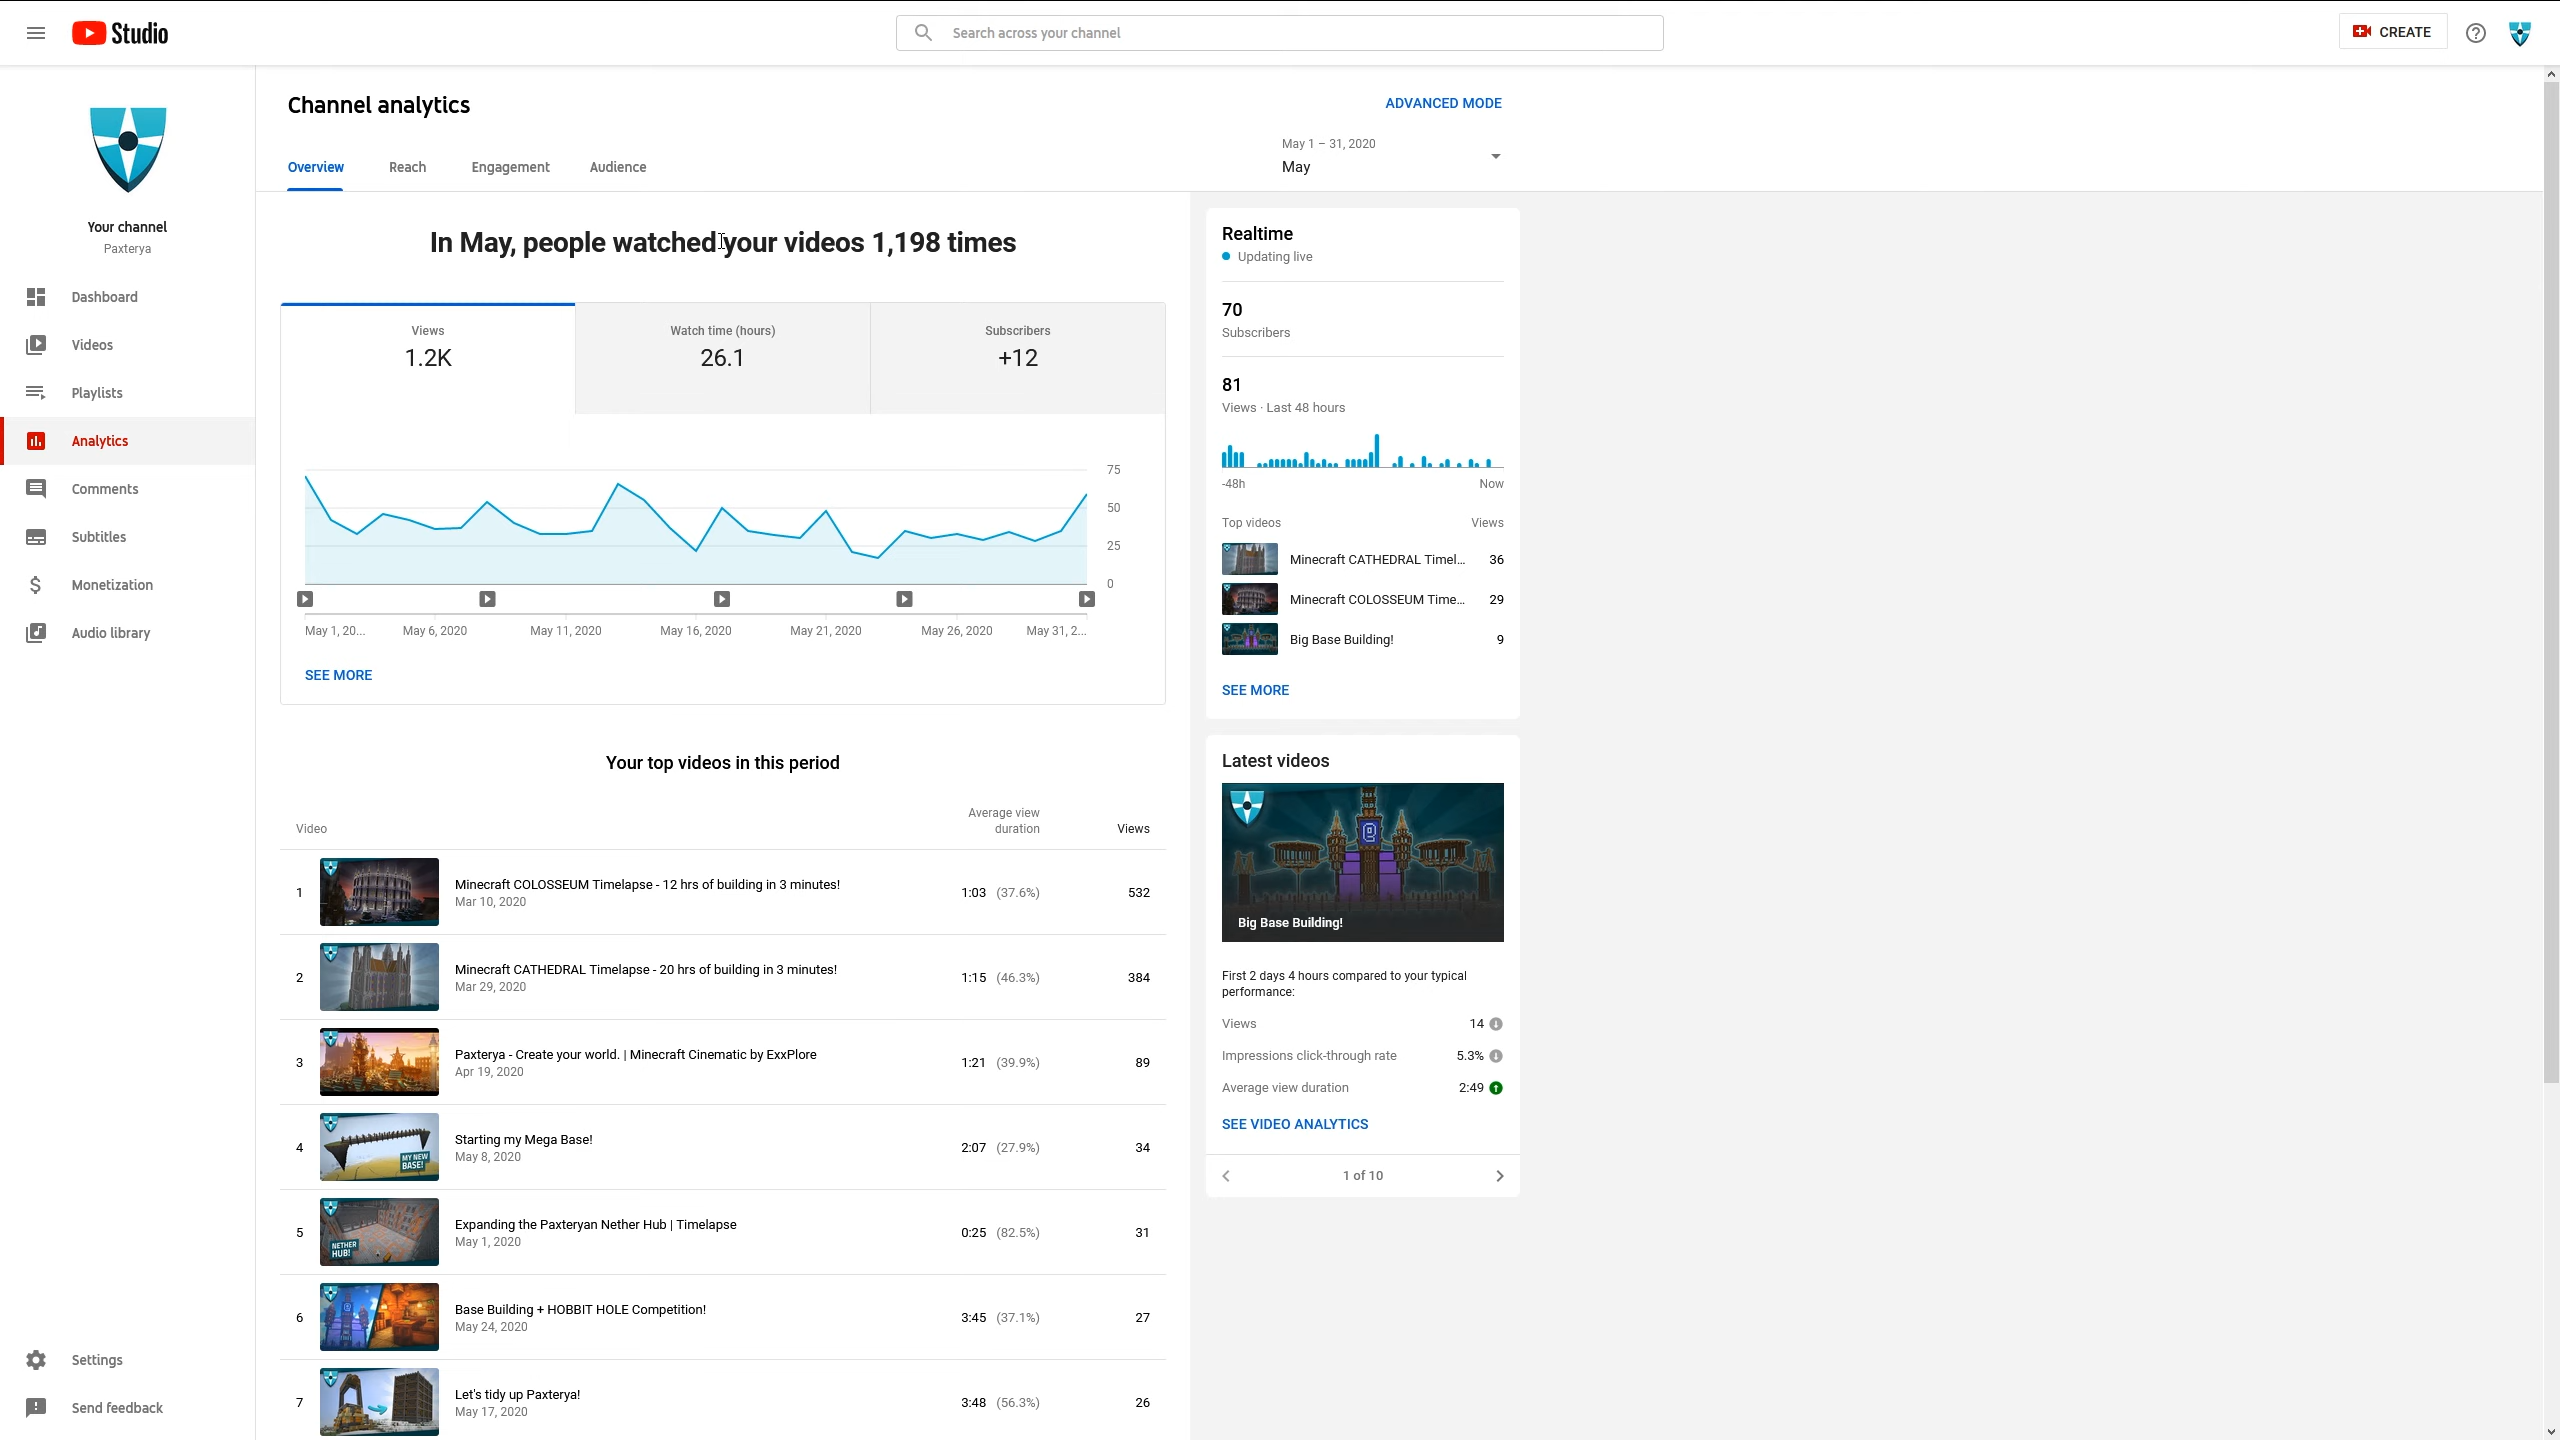 Studio
Search across your channel
CREATE
Your channel
Paxterya
Dashboard
Videos
Playlists
Analytics
Comments
Subtitles
Monetization
Audio library
Settings
Send feedback
Channel analytics
ADVANCED MODE
Overview
Reach
Engagement
Audience
May 1 – 31, 2020
May
In May, people watched your videos 1,198 times
Views
1.2K
Watch time (hours)
26.1
Subscribers
+12
75
50
25
0
May 1, 20...
May 6, 2020
May 11, 2020
May 16, 2020
May 21, 2020
May 26, 2020
May 31, 2...
SEE MORE
Your top videos in this period
Video
Average view
duration
Views
1
Minecraft COLOSSEUM Timelapse - 12 hrs of building in 3 minutes!
Mar 10, 2020
1:03 (37.6%)
532
2
Minecraft CATHEDRAL Timelapse - 20 hrs of building in 3 minutes!
Mar 29, 2020
1:15 (46.3%)
384
3
Paxterya - Create your world. | Minecraft Cinematic by ExxPlore
Apr 19, 2020
1:21 (39.9%)
89
4
MY NEW
BASE!
Starting my Mega Base!
May 8, 2020
2:07 (27.9%)
34
5
NETHER
HUB!
Expanding the Paxteryan Nether Hub | Timelapse
May 1, 2020
0:25 (82.5%)
31
6
Base Building + HOBBIT HOLE Competition!
May 24, 2020
3:45 (37.1%)
27
7
Let's tidy up Paxterya!
May 17, 2020
3:48 (56.3%)
26
Realtime
Updating live
70
Subscribers
81
Views · Last 48 hours
-48h
Now
Top videos
Views
Minecraft CATHEDRAL Timel...
36
Minecraft COLOSSEUM Time...
29
Big Base Building!
9
SEE MORE
Latest videos
Big Base Building!
First 2 days 4 hours compared to your typical
performance:
Views
14
Impressions click-through rate
5.3%
Average view duration
2:49
SEE VIDEO ANALYTICS
1 of 10